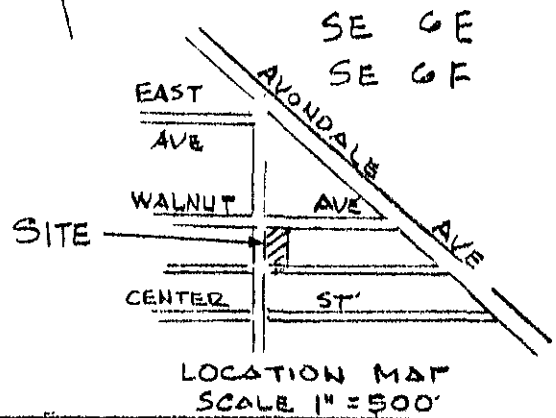 SE 6E
SE 6F
AVONDALE AVE
EAST
AVE
WALNUT AVE
SITE
CENTER ST
LOCATION MAP
SCALE 1" = 500'